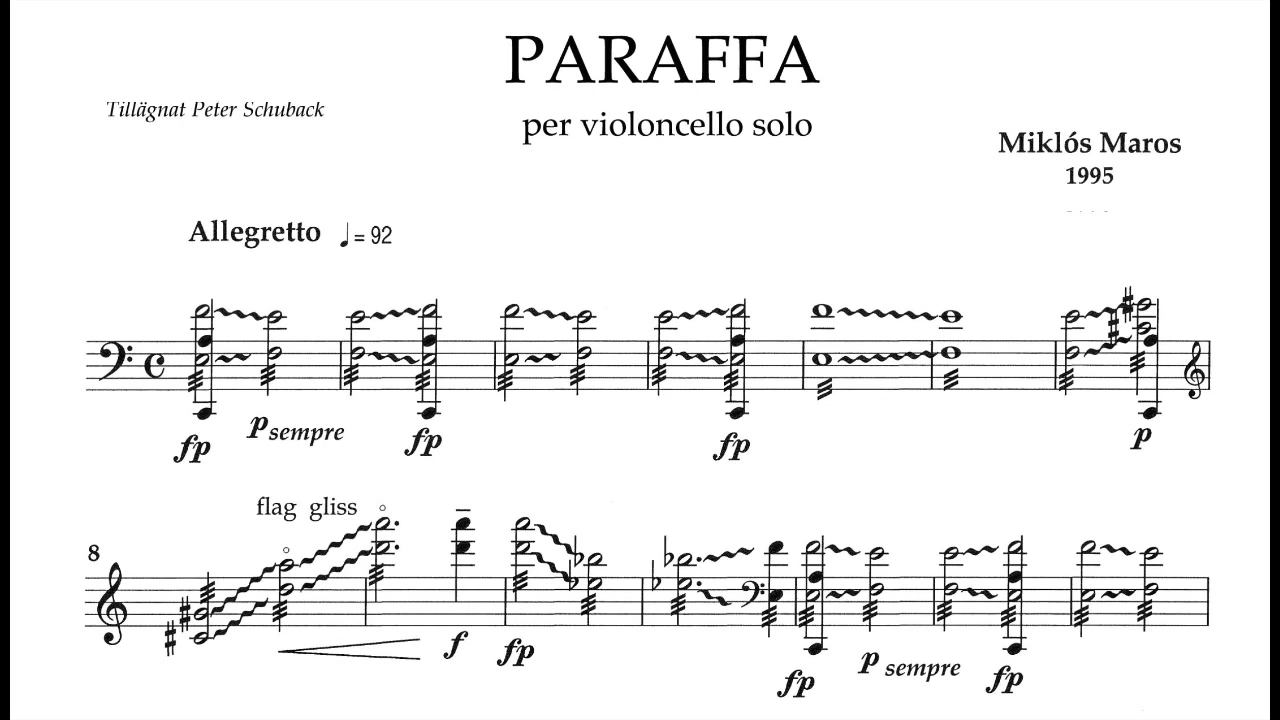 PARAFFA
Tillägnat Peter Schuback
per violoncello solo
Miklós Maros
1995
Allegretto ♩= 92
fp p sempre fp fp p
flag gliss
8
f fp
fp p sempre fp